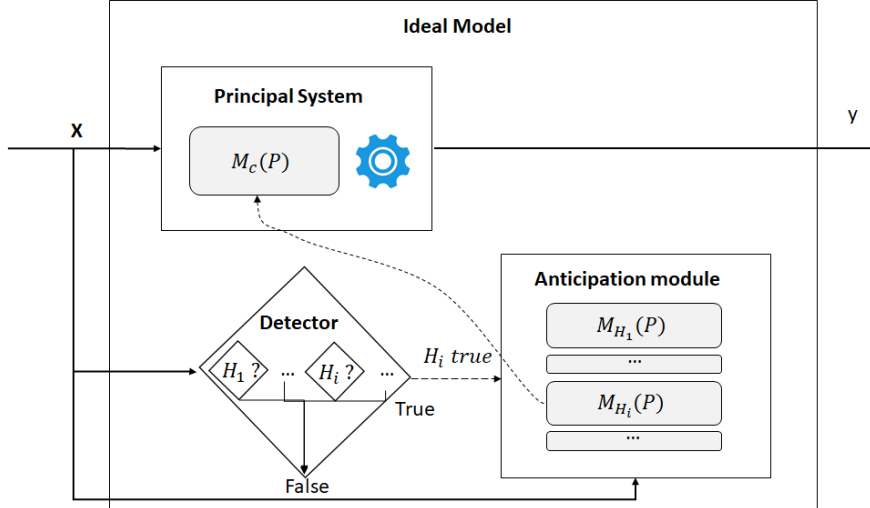 Ideal Model
Principal System
X
y
M_c(P)
Anticipation module
M_{H_1}(P)
...
M_{H_i}(P)
...
Detector
H_1 ?
...
H_i ?
...
H_i true
True
False